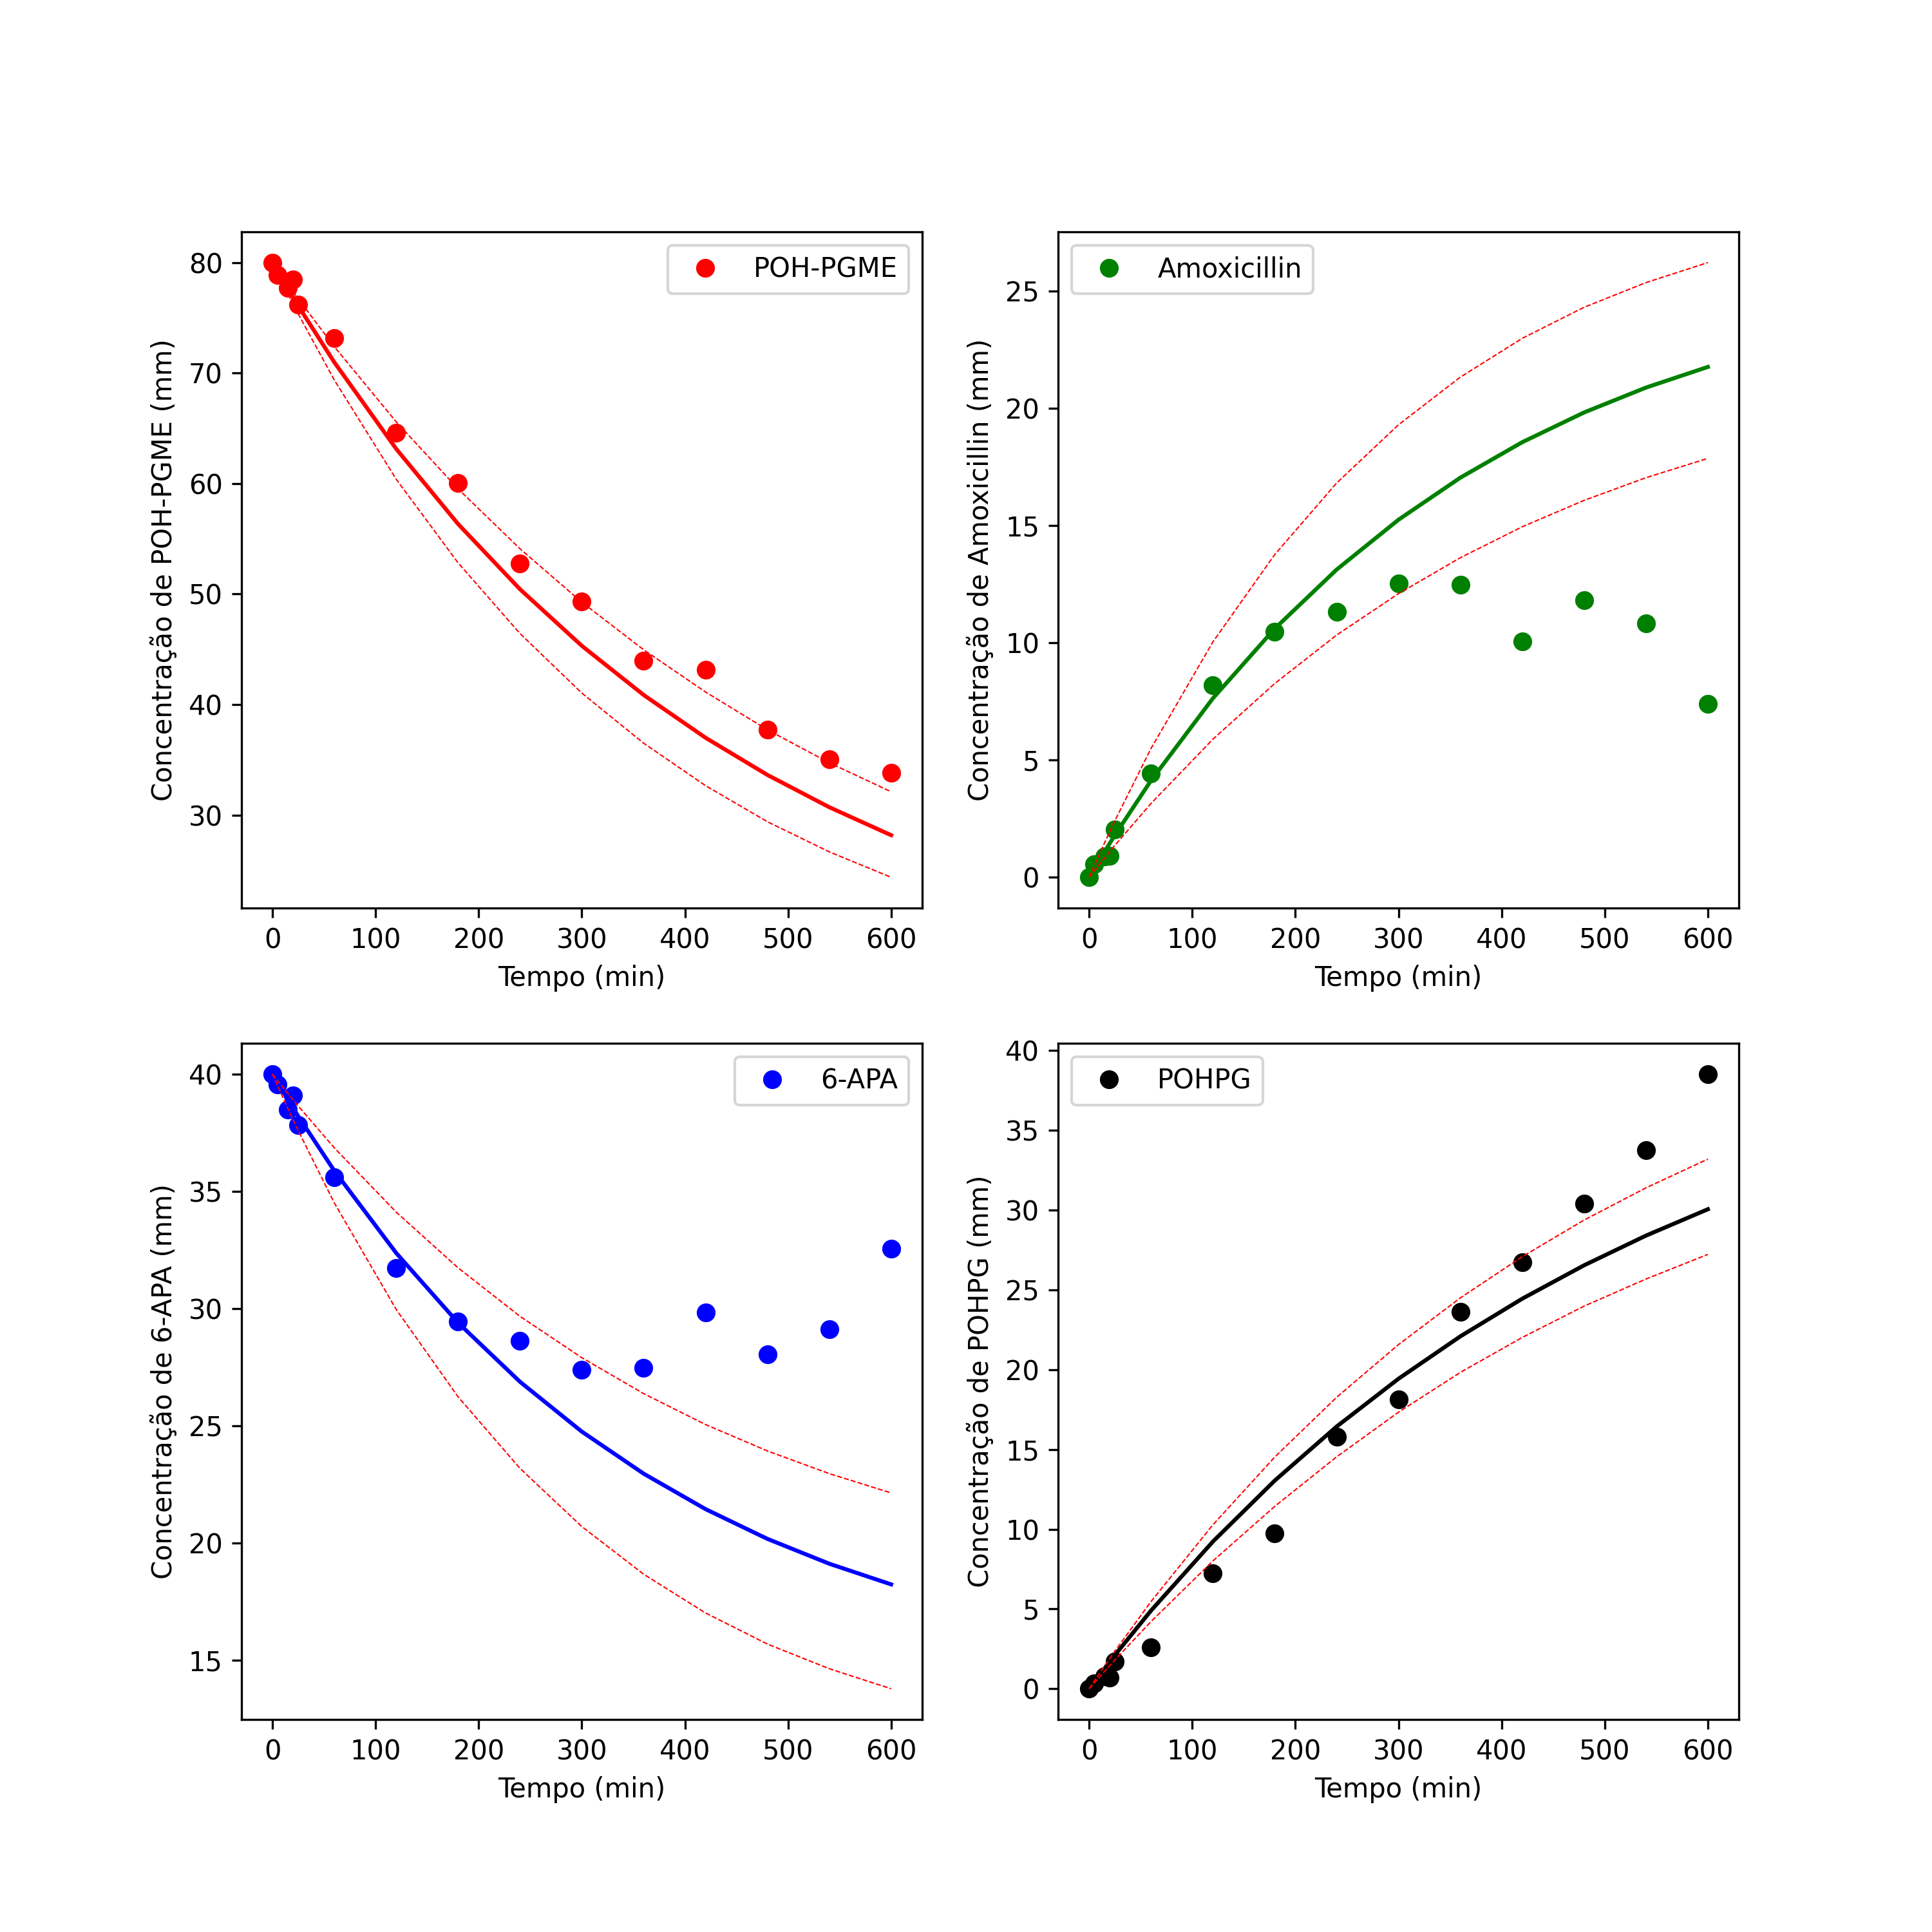 POH-PGME
80
70
60
50
40
30
Concentração de POH-PGME (mm)
0 100 200 300 400 500 600
Tempo (min)
Amoxicillin
25
20
15
10
5
0
Concentração de Amoxicillin (mm)
0 100 200 300 400 500 600
Tempo (min)
6-APA
40
35
30
25
20
15
Concentração de 6-APA (mm)
0 100 200 300 400 500 600
Tempo (min)
POHPG
40
35
30
25
20
15
10
5
0
Concentração de POHPG (mm)
0 100 200 300 400 500 600
Tempo (min)